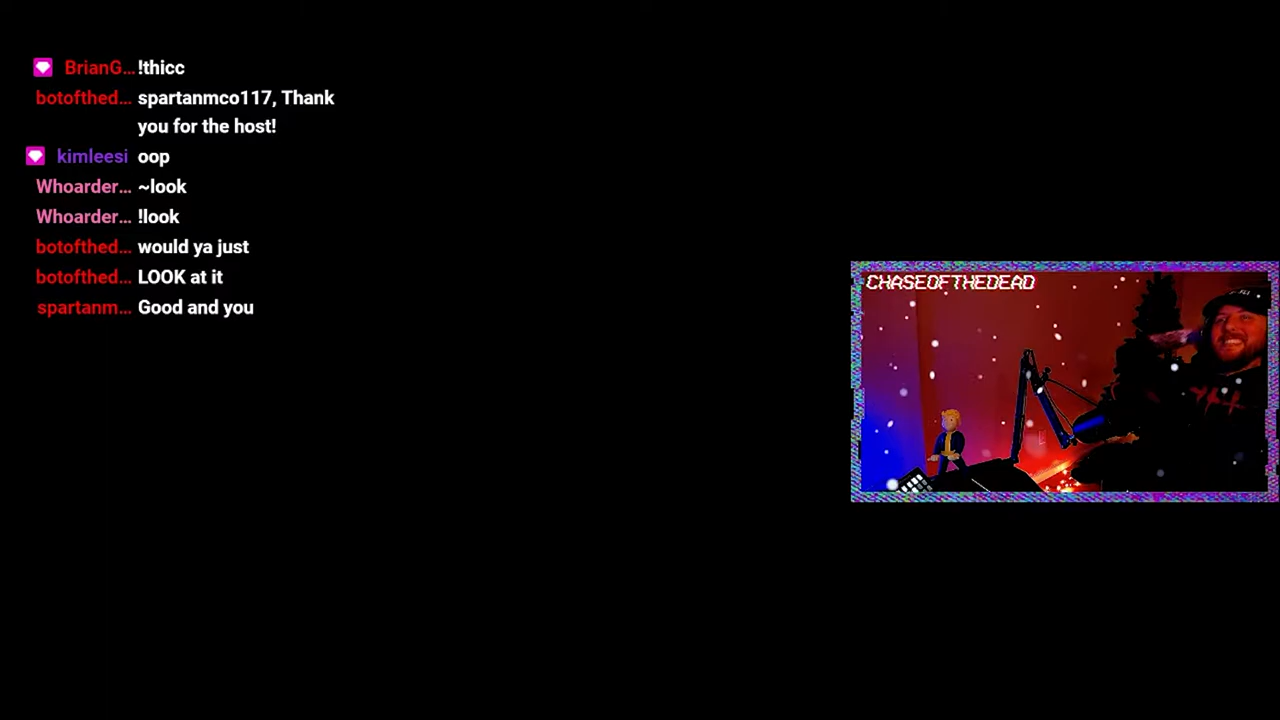 BrianG… !thicc
botofthed… spartanmco117, Thank
you for the host!
kimleesi oop
Whoarder… ~look
Whoarder… !look
botofthed… would ya just
botofthed… LOOK at it
spartanm… Good and you
CHASEOFTHEDEAD